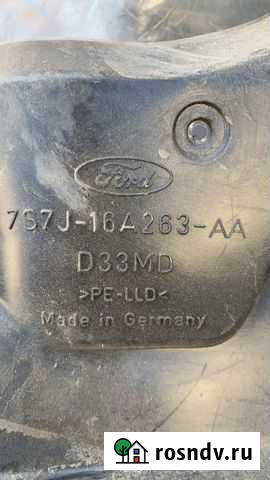 Ford
7S7J-16A263-AA
D33MD
>PE-LLD<
Made in Germany
rosndv.ru